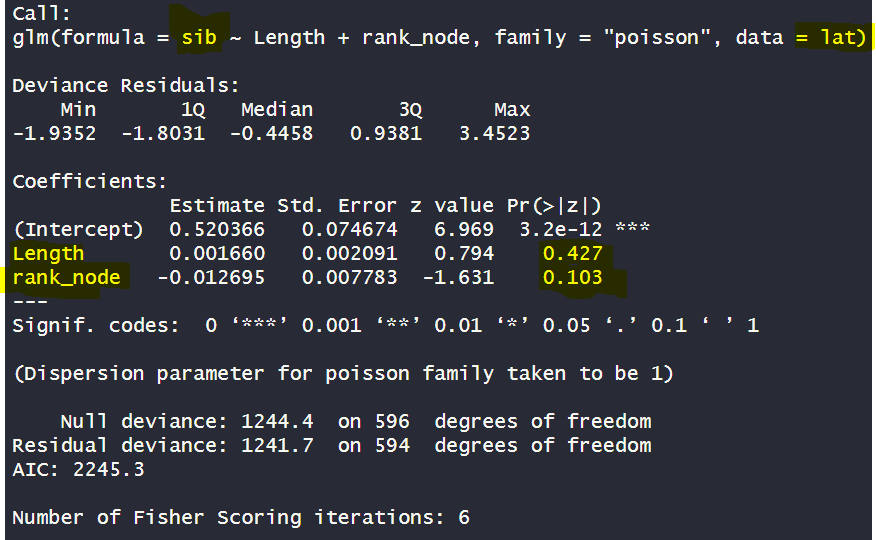 Call:
glm(formula = sib ~ Length + rank_node, family = "poisson", data = lat)
Deviance Residuals:
Min 1Q Median 3Q Max
-1.9352 -1.8031 -0.4458 0.9381 3.4523
Coefficients:
Estimate Std. Error z value Pr(>|z|)
(Intercept) 0.520366 0.074674 6.969 3.2e-12 ***
Length 0.001660 0.002091 0.794 0.427
rank_node -0.012695 0.007783 -1.631 0.103
---
Signif. codes: 0 ‘***’ 0.001 ‘**’ 0.01 ‘*’ 0.05 ‘.’ 0.1 ‘ ’ 1
(Dispersion parameter for poisson family taken to be 1)
Null deviance: 1244.4 on 596 degrees of freedom
Residual deviance: 1241.7 on 594 degrees of freedom
AIC: 2245.3
Number of Fisher Scoring iterations: 6